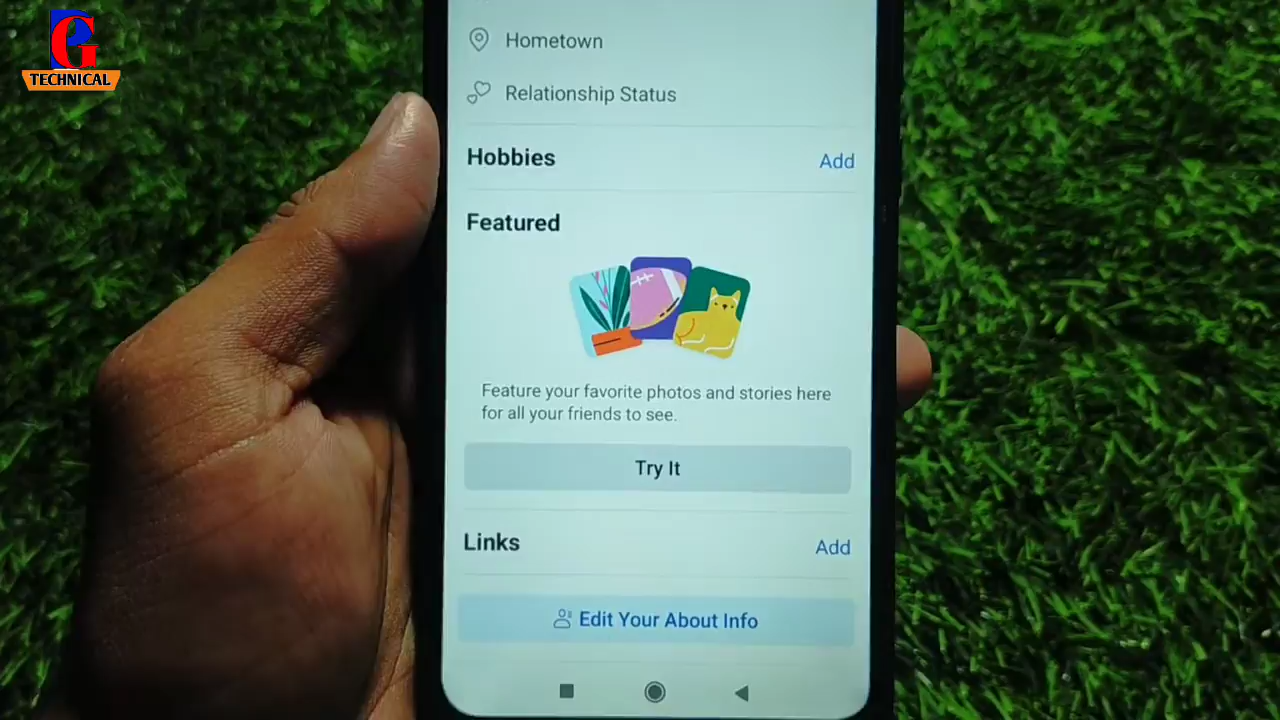 PG
TECHNICAL
Hometown
Relationship Status
Hobbies
Add
Featured
Feature your favorite photos and stories here
for all your friends to see.
Try It
Links
Add
Edit Your About Info